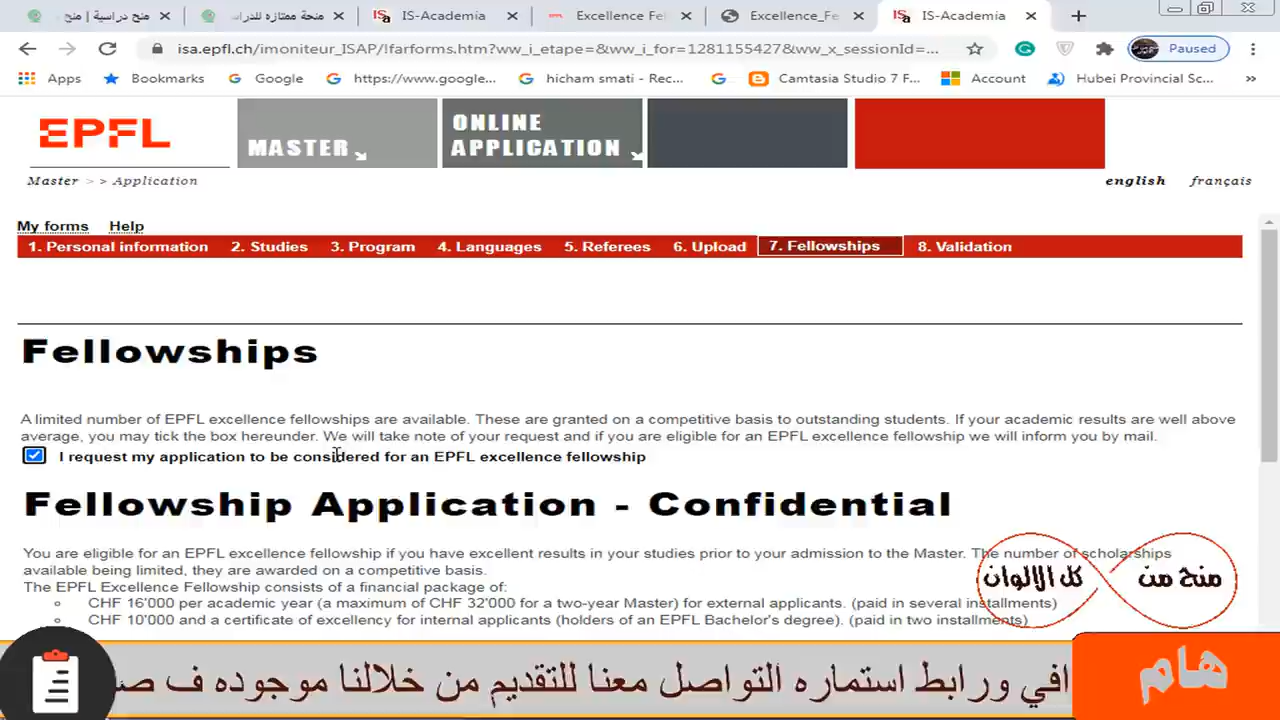 منح دراسية | منح
منحة ممتازه للدرا
IS-Academia
Excellence Fel
Excellence_Fe
IS-Academia
isa.epfl.ch/imoniteur_ISAP/!farforms.htm?ww_i_etape=&ww_i_for=1281155427&ww_x_sessionId=...
Paused
Apps
Bookmarks
Google
https://www.google...
hicham smati - Rec...
Camtasia Studio 7 F...
Account
Hubei Provincial Sc...
»
EPFL
MASTER
ONLINE
APPLICATION
Master > > Application
english français
My forms Help
1. Personal information 2. Studies 3. Program 4. Languages 5. Referees 6. Upload 7. Fellowships 8. Validation
Fellowships
A limited number of EPFL excellence fellowships are available. These are granted on a competitive basis to outstanding students. If your academic results are well above
average, you may tick the box hereunder. We will take note of your request and if you are eligible for an EPFL excellence fellowship we will inform you by mail.
I request my application to be considered for an EPFL excellence fellowship
Fellowship Application - Confidential
You are eligible for an EPFL excellence fellowship if you have excellent results in your studies prior to your admission to the Master. The number of scholarships
available being limited, they are awarded on a competitive basis.
The EPFL Excellence Fellowship consists of a financial package of:
CHF 16'000 per academic year (a maximum of CHF 32'000 for a two-year Master) for external applicants. (paid in several installments)
CHF 10'000 and a certificate of excellency for internal applicants (holders of an EPFL Bachelor's degree). (paid in two installments)
منح من كل الالوان
هام
افي ورابط استماره التواصل معنا للتقديم من خلالنا موجوده ف صـ